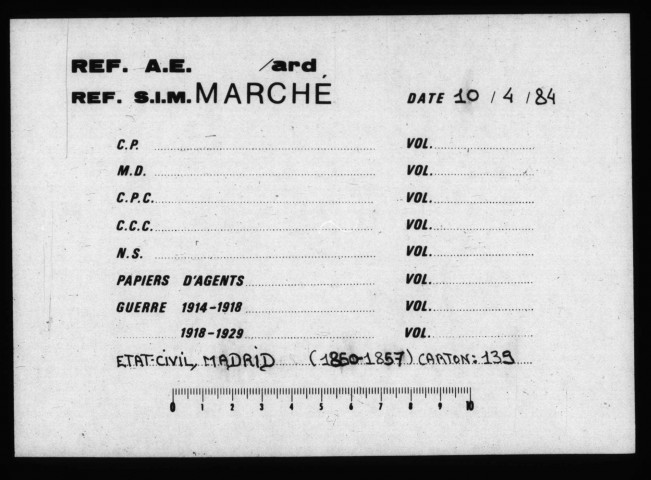 REF. A.E. /ard
REF. S.I.M. MARCHÉ DATE 10 / 4 / 84
C.P. VOL.
M.D. VOL.
C.P.C. VOL.
C.C.C. VOL.
N.S. VOL.
PAPIERS D'AGENTS VOL.
GUERRE 1914-1918 VOL.
1918-1929 VOL.
ETAT-CIVIL, MADRID (1850-1857) CARTON: 139
0 1 2 3 4 5 6 7 8 9 10